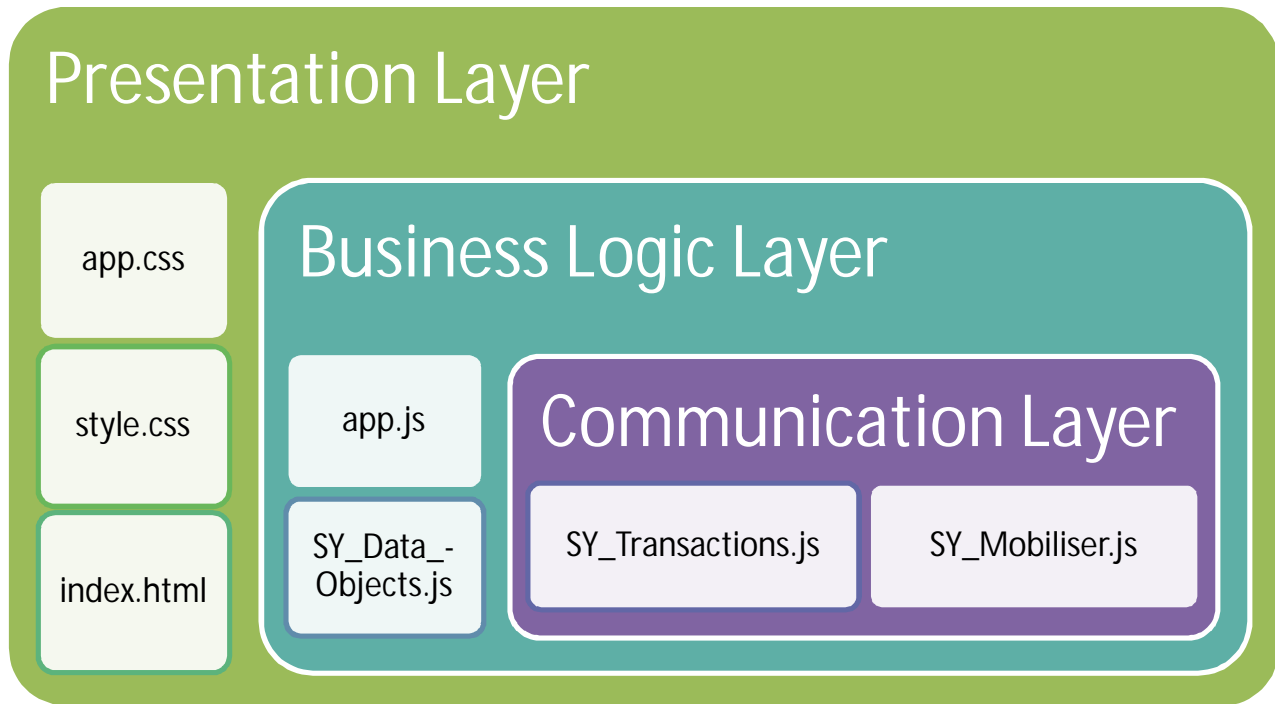 Presentation Layer
app.css
style.css
index.html
Business Logic Layer
app.js
SY_Data_-
Objects.js
Communication Layer
SY_Transactions.js
SY_Mobiliser.js